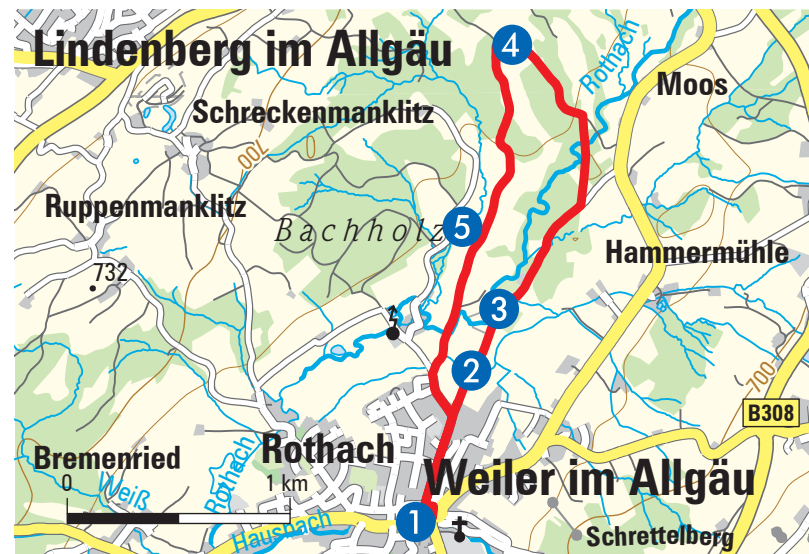 Lindenberg im Allgäu
4
Rothach
Moos
Schreckenmanklitz
700
Ruppenmanklitz
Bachholz
5
Hammermühle
732
3
2
700
B308
Bremenried
Rothach
Weiler im Allgäu
0
1 km
Weiß
Rothach
1
Hausbach
Schrettelberg